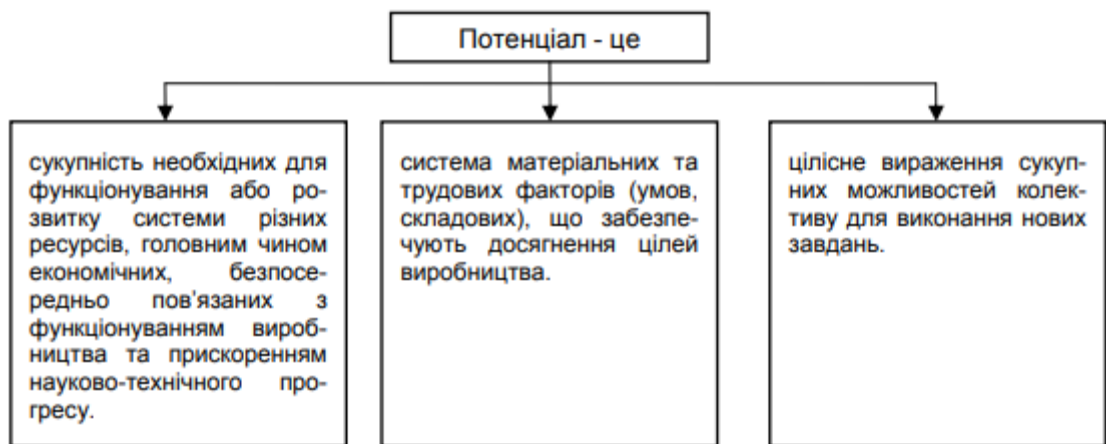 Потенціал - це
сукупність необхідних для
функціонування або ро-
звитку системи різних
ресурсів, головним чином
економічних, безпосе-
редньо пов'язаних з
функціонуванням вироб-
ництва та прискоренням
науково-технічного про-
гресу.
система матеріальних та
трудових факторів (умов,
складових), що забезпе-
чують досягнення цілей
виробництва.
цілісне вираження сукуп-
них можливостей колек-
тиву для виконання нових
завдань.